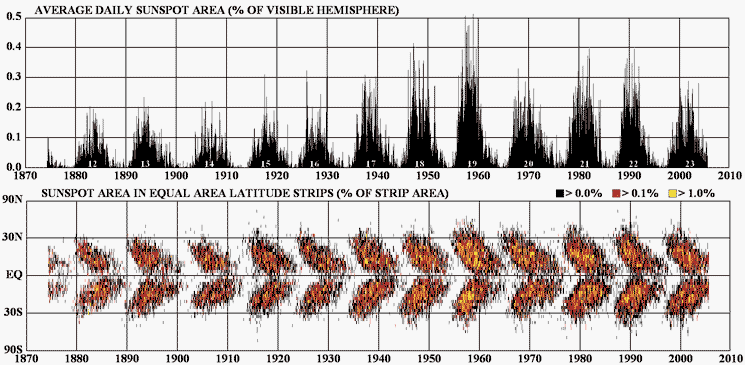 AVERAGE DAILY SUNSPOT AREA (% OF VISIBLE HEMISPHERE)
0.5
0.4
0.3
0.2
0.1
0.0
12 13 14 15 16 17 18 19 20 21 22 23
1870 1880 1890 1900 1910 1920 1930 1940 1950 1960 1970 1980 1990 2000 2010
SUNSPOT AREA IN EQUAL AREA LATITUDE STRIPS (% OF STRIP AREA) > 0.0% > 0.1% > 1.0%
90N
30N
EQ
30S
90S
1870 1880 1890 1900 1910 1920 1930 1940 1950 1960 1970 1980 1990 2000 2010